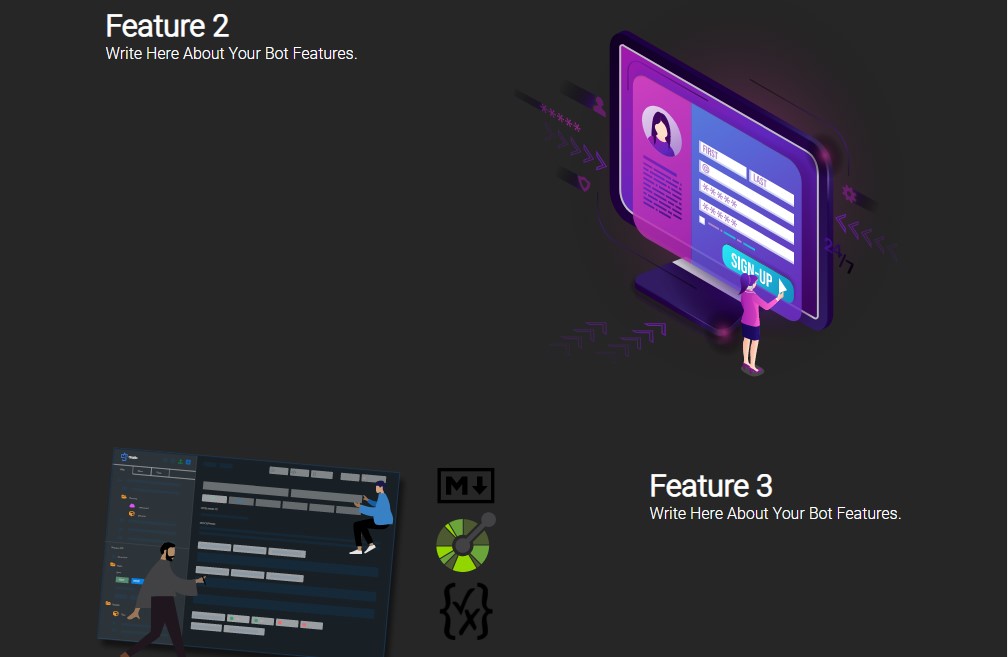 Feature 2
Write Here About Your Bot Features.
FIRST
LAST
@
*****
*****
SIGN-UP
24/7
M
Feature 3
Write Here About Your Bot Features.